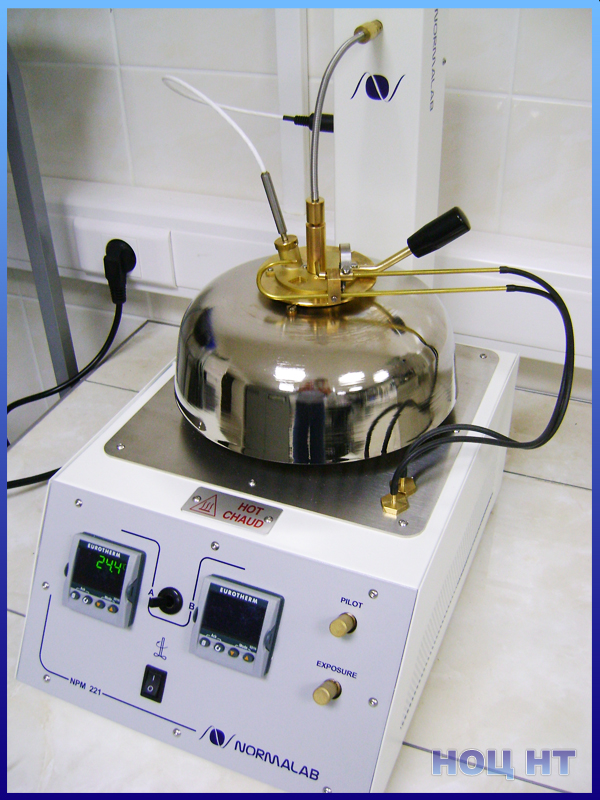 NORMALAB
HOT
CHAUD
EUROTHERM
24.4
EUROTHERM
A
B
PILOT
EXPOSURE
NPM 221
NORMALAB
НОЦ НТ